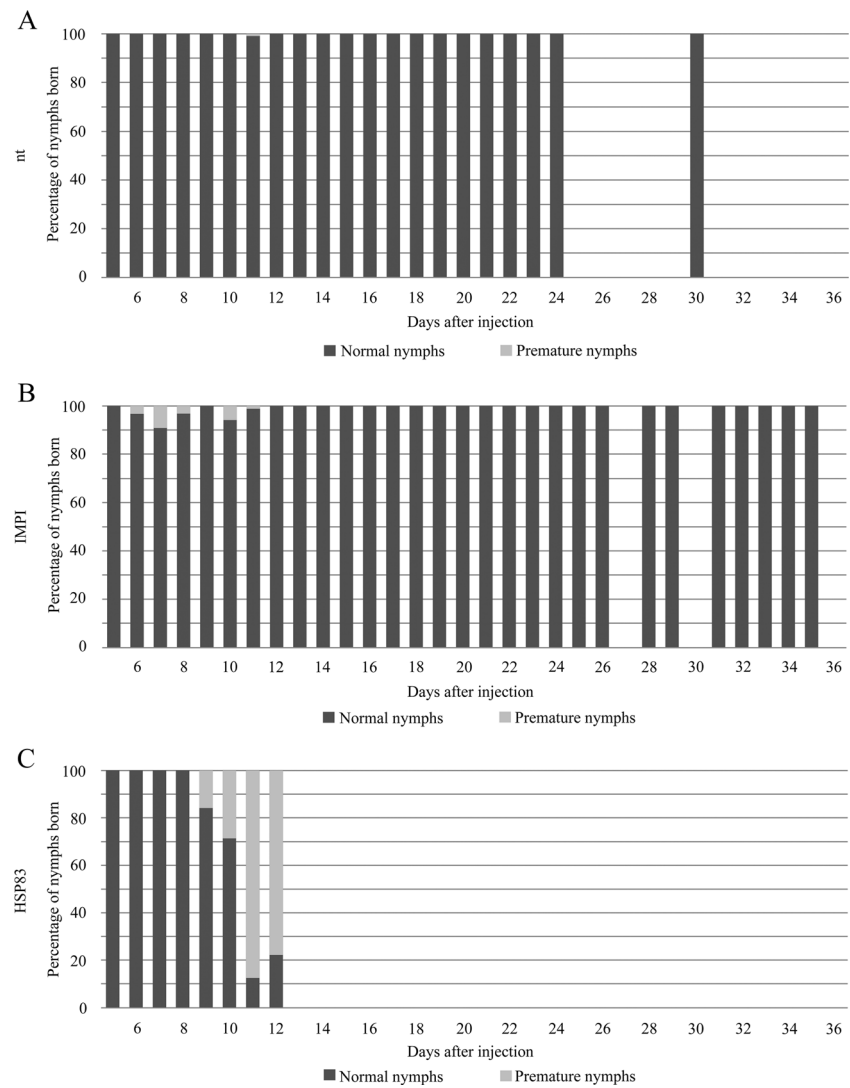 A
nt
Percentage of nymphs born
100
80
60
40
20
0
6 8 10 12 14 16 18 20 22 24 26 28 30 32 34 36
Days after injection
Normal nymphs Premature nymphs
B
IMPI
Percentage of nymphs born
100
80
60
40
20
0
6 8 10 12 14 16 18 20 22 24 26 28 30 32 34 36
Days after injection
Normal nymphs Premature nymphs
C
HSP83
Percentage of nymphs born
100
80
60
40
20
0
6 8 10 12 14 16 18 20 22 24 26 28 30 32 34 36
Days after injection
Normal nymphs Premature nymphs